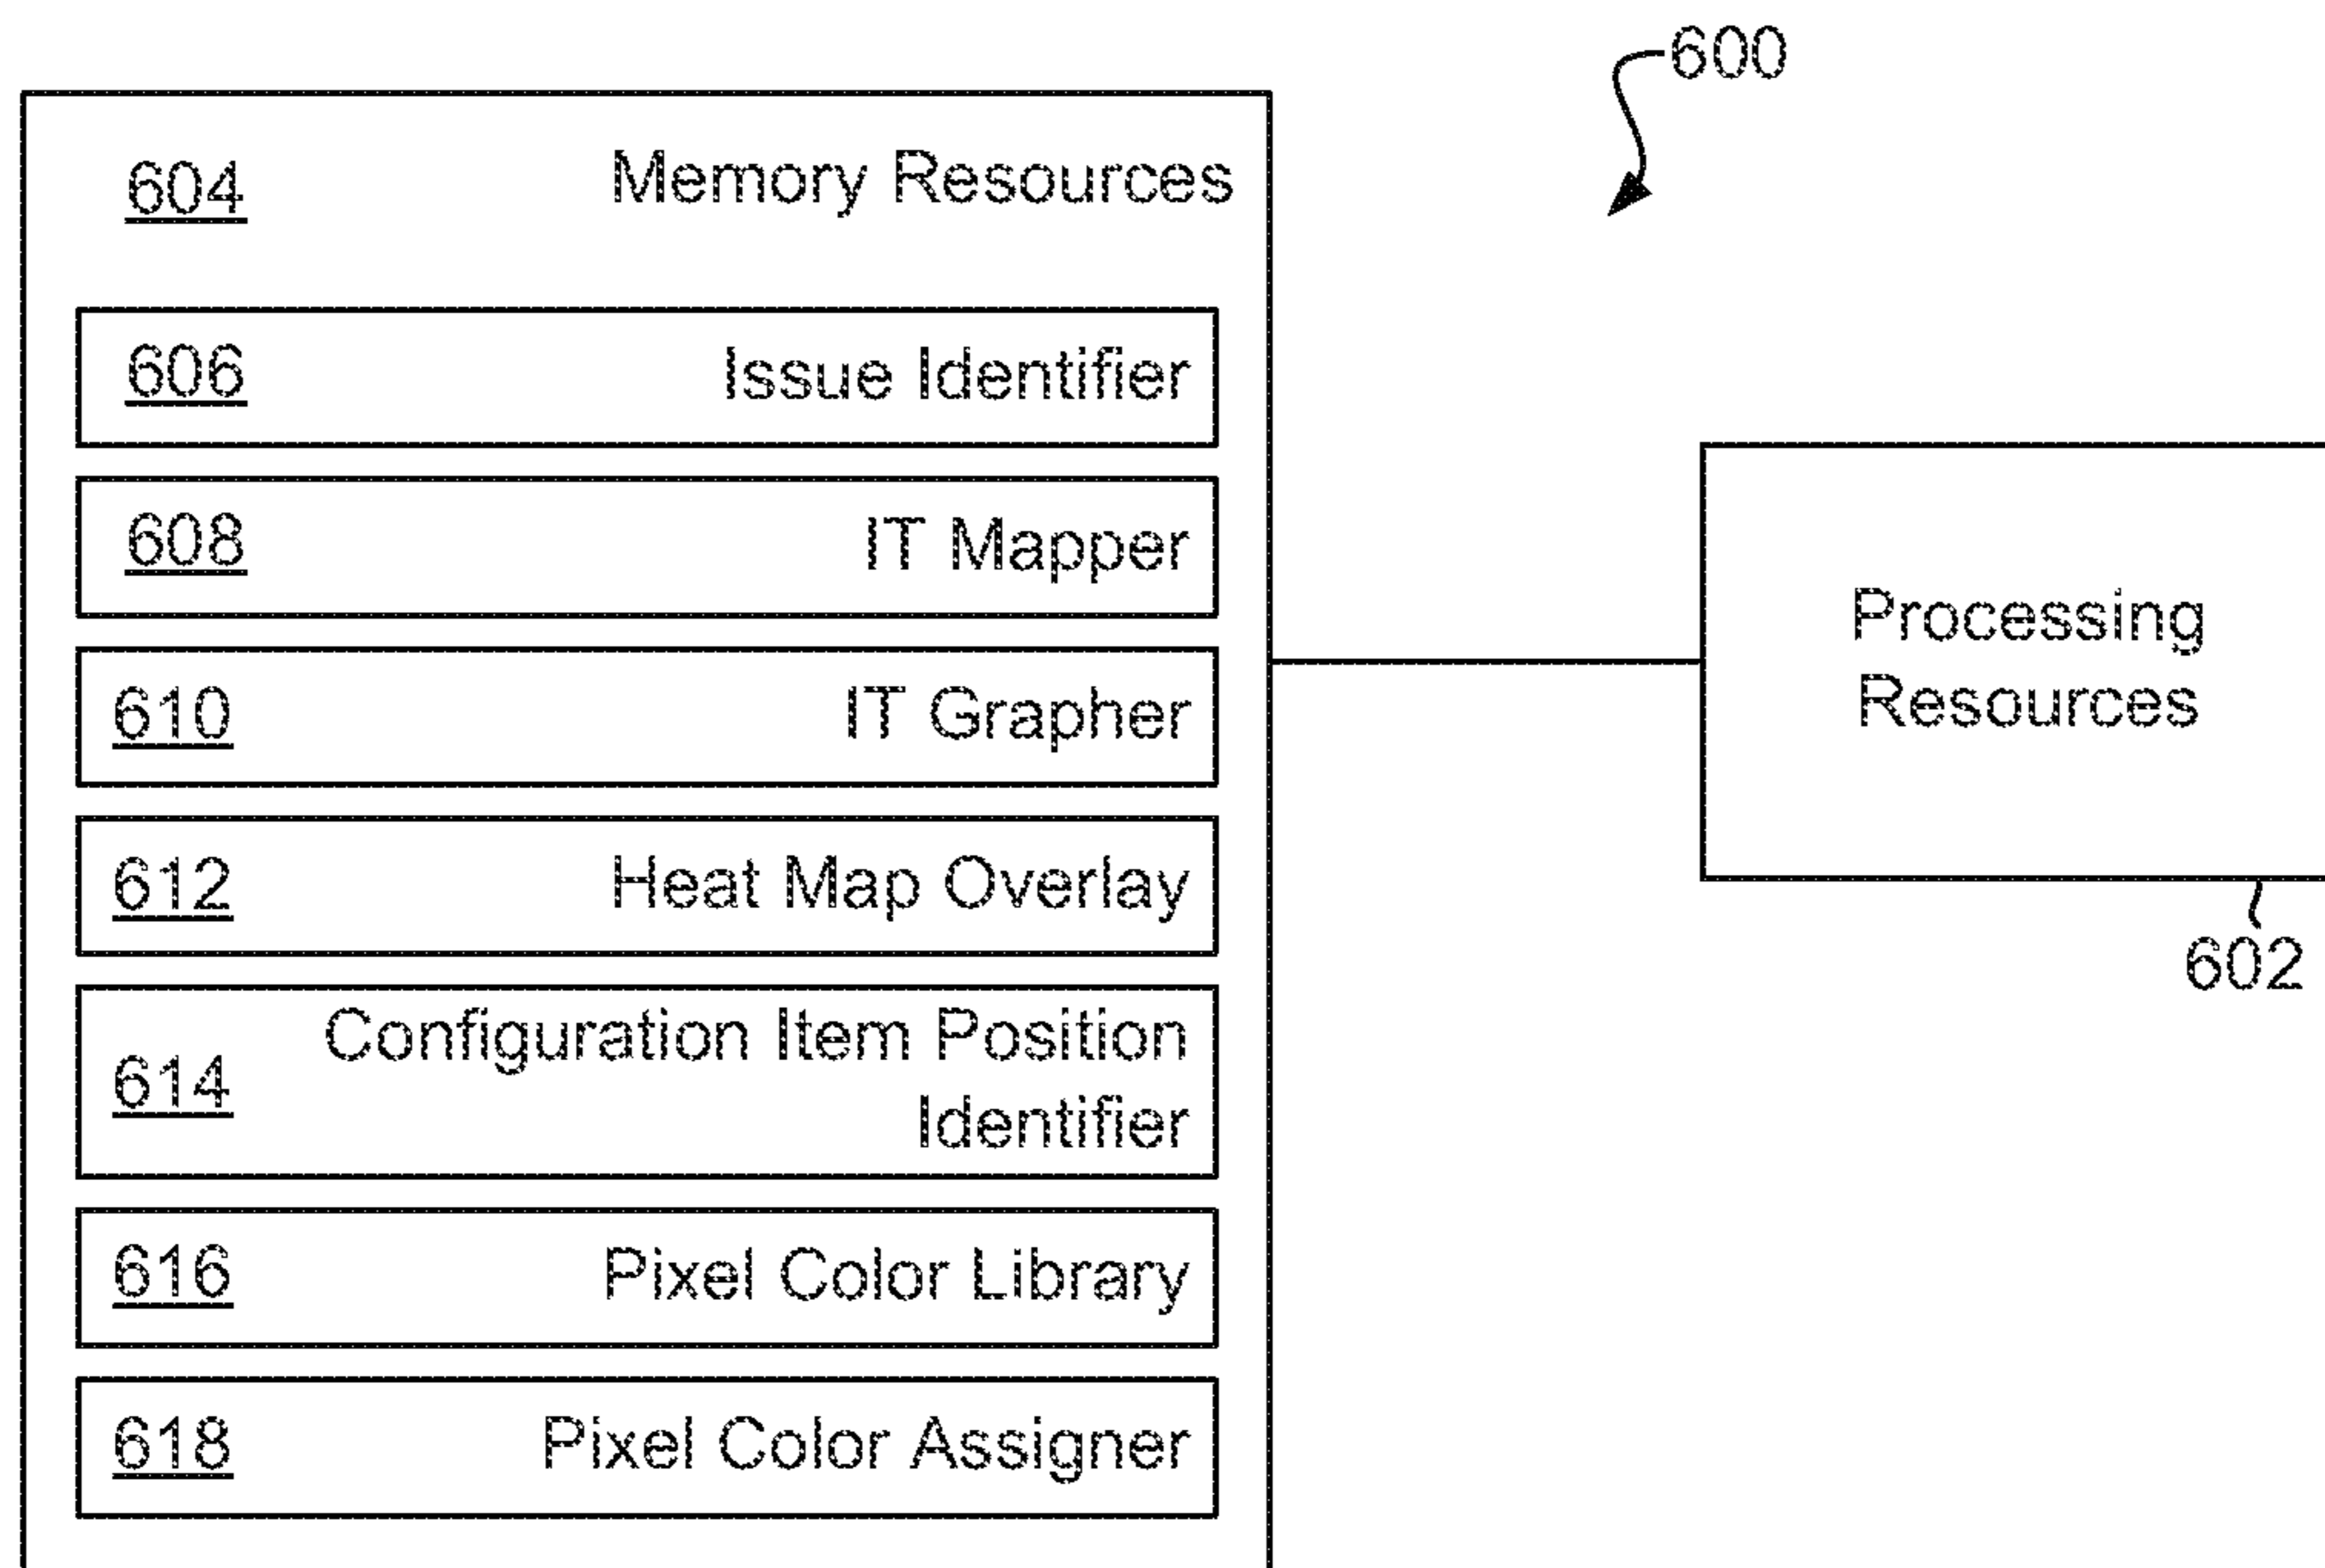 600
604 Memory Resources
606 Issue Identifier
608 IT Mapper
610 IT Grapher
612 Heat Map Overlay
614 Configuration Item Position
Identifier
616 Pixel Color Library
618 Pixel Color Assigner
Processing
Resources
602